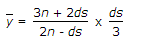 ȳ = 3n + 2ds / 2n - ds x ds / 3